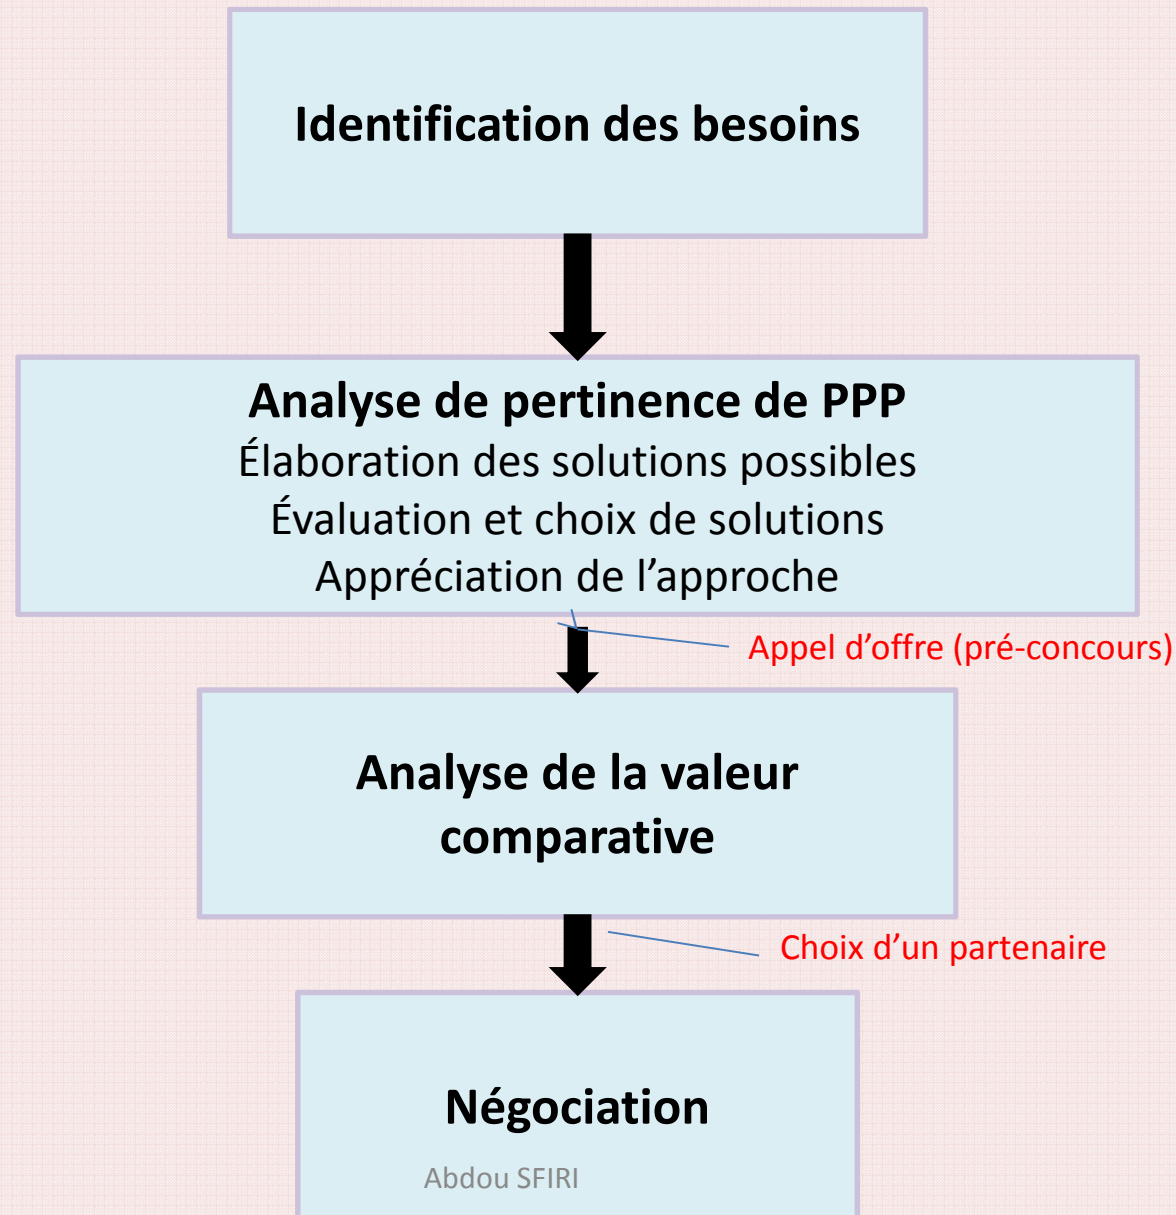 Identification des besoins
Analyse de pertinence de PPP
Élaboration des solutions possibles
Évaluation et choix de solutions
Appréciation de l’approche
Appel d’offre (pré-concours)
Analyse de la valeur
comparative
Choix d’un partenaire
Négociation
Abdou SFIRI